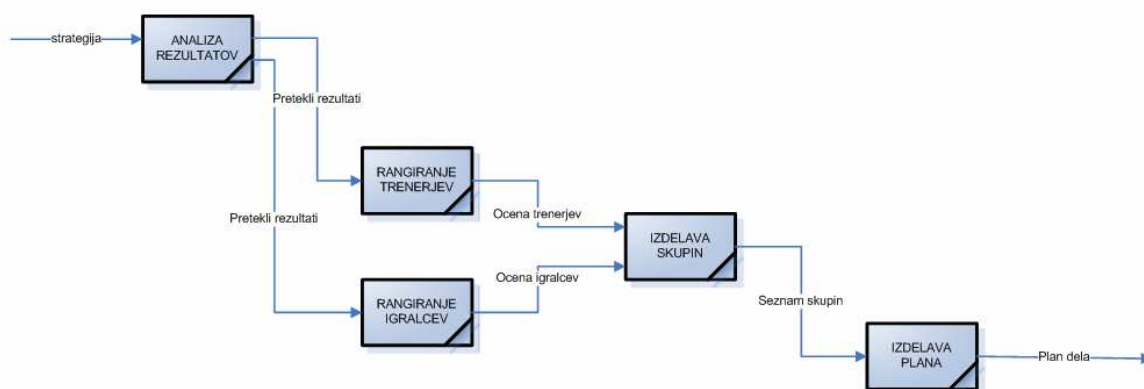 strategija
ANALIZA
REZULTATOV
Pretekli rezultati
RANGIRANJE
TRENERJEV
Pretekli rezultati
Ocena trenerjev
IZDELAVA
SKUPIN
Ocena igralcev
RANGIRANJE
IGRALCEV
Seznam skupin
IZDELAVA
PLANA
Plan dela